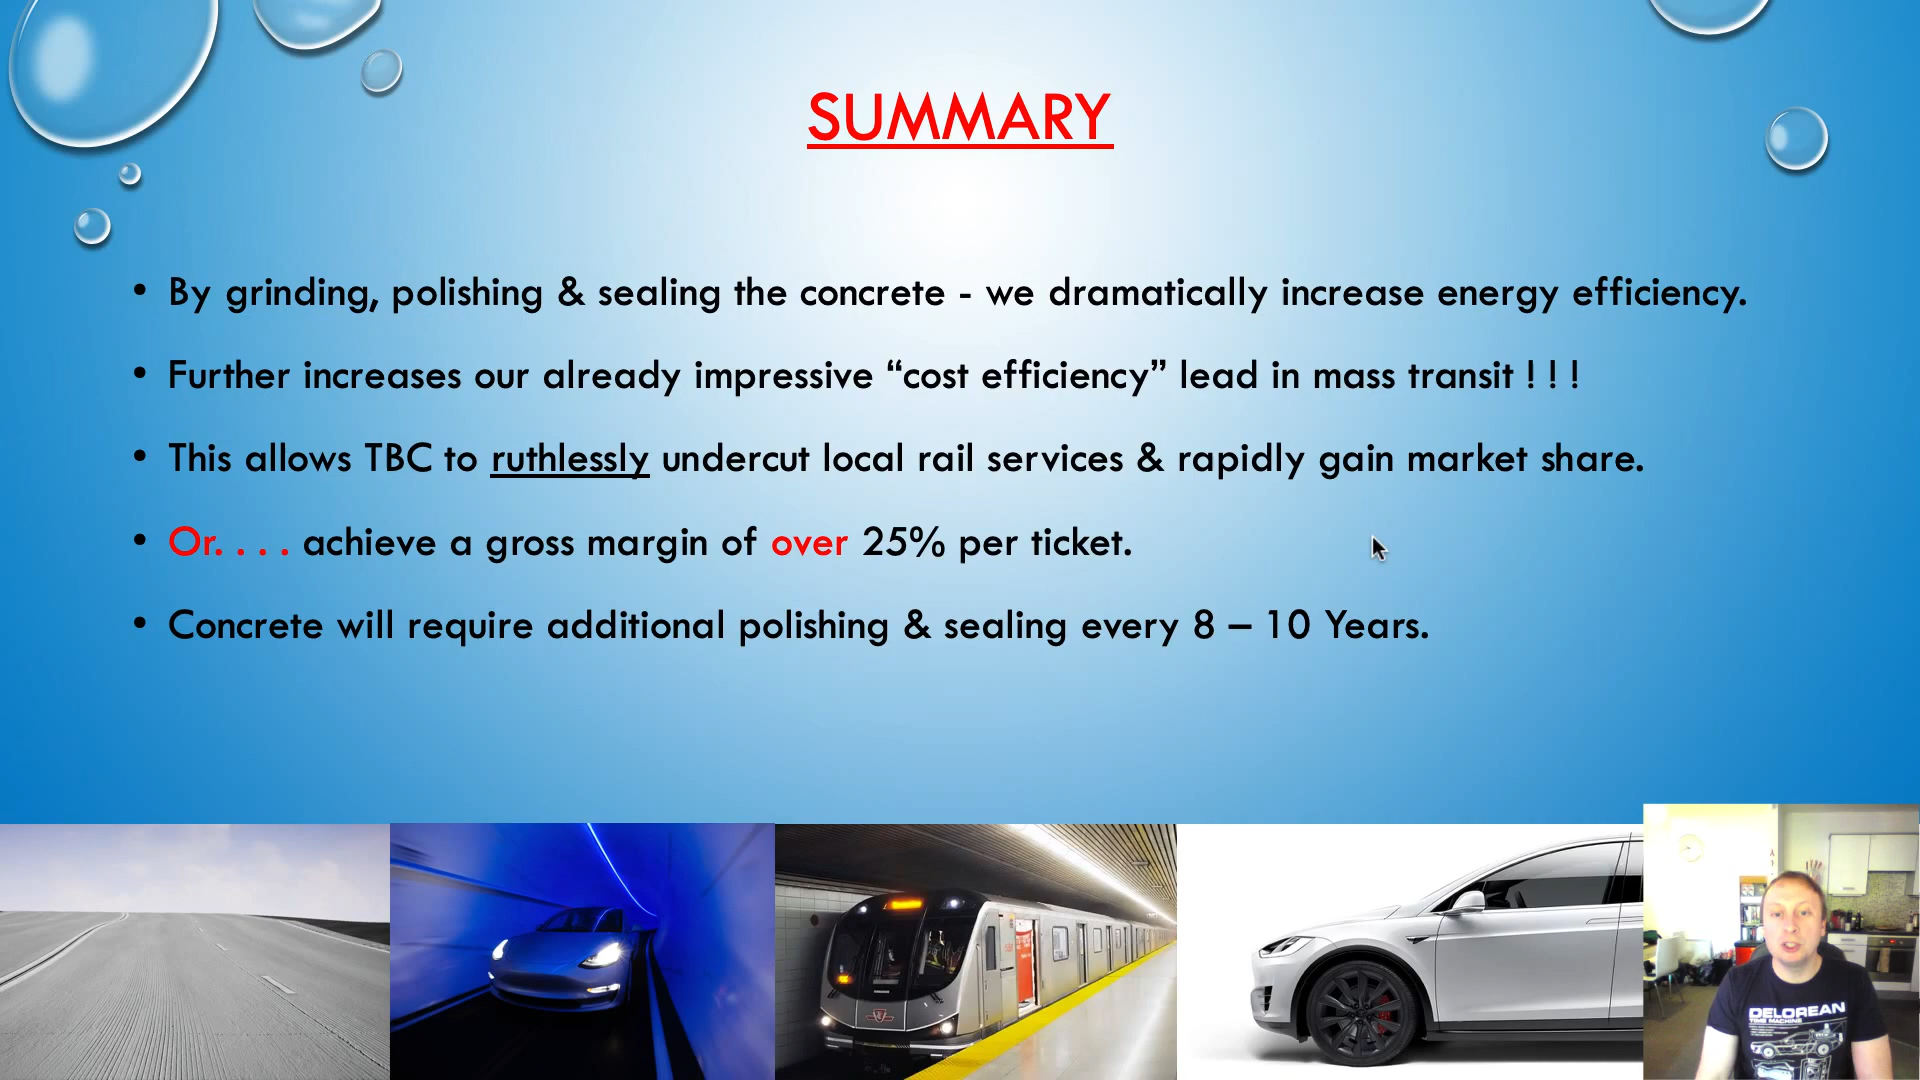 SUMMARY
• By grinding, polishing & sealing the concrete - we dramatically increase energy efficiency.
• Further increases our already impressive “cost efficiency” lead in mass transit ! ! !
• This allows TBC to ruthlessly undercut local rail services & rapidly gain market share.
• Or. . . . achieve a gross margin of over 25% per ticket.
• Concrete will require additional polishing & sealing every 8 – 10 Years.
DELOREAN
TIME MACHINE